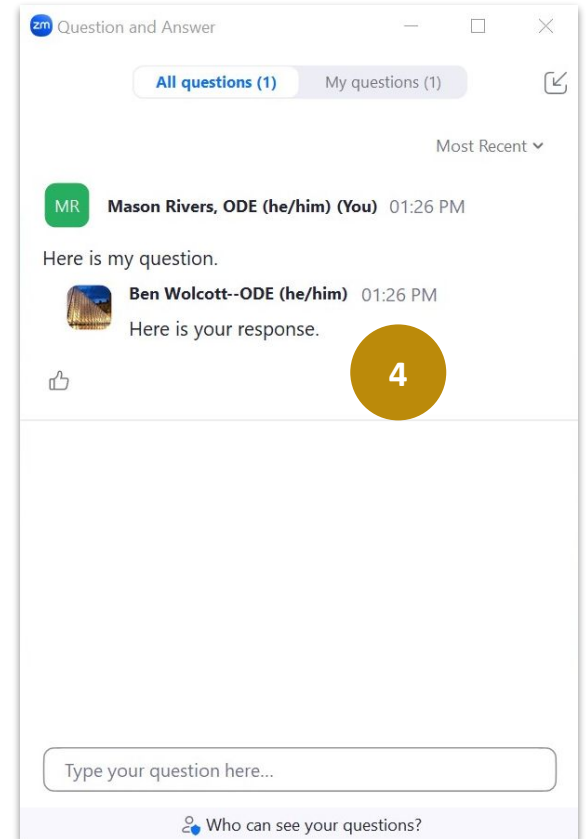 zm Question and Answer
All questions (1) My questions (1)
Most Recent
MR Mason Rivers, ODE (he/him) (You) 01:26 PM
Here is my question.
Ben Wolcott--ODE (he/him) 01:26 PM
Here is your response.
4
Type your question here...
Who can see your questions?